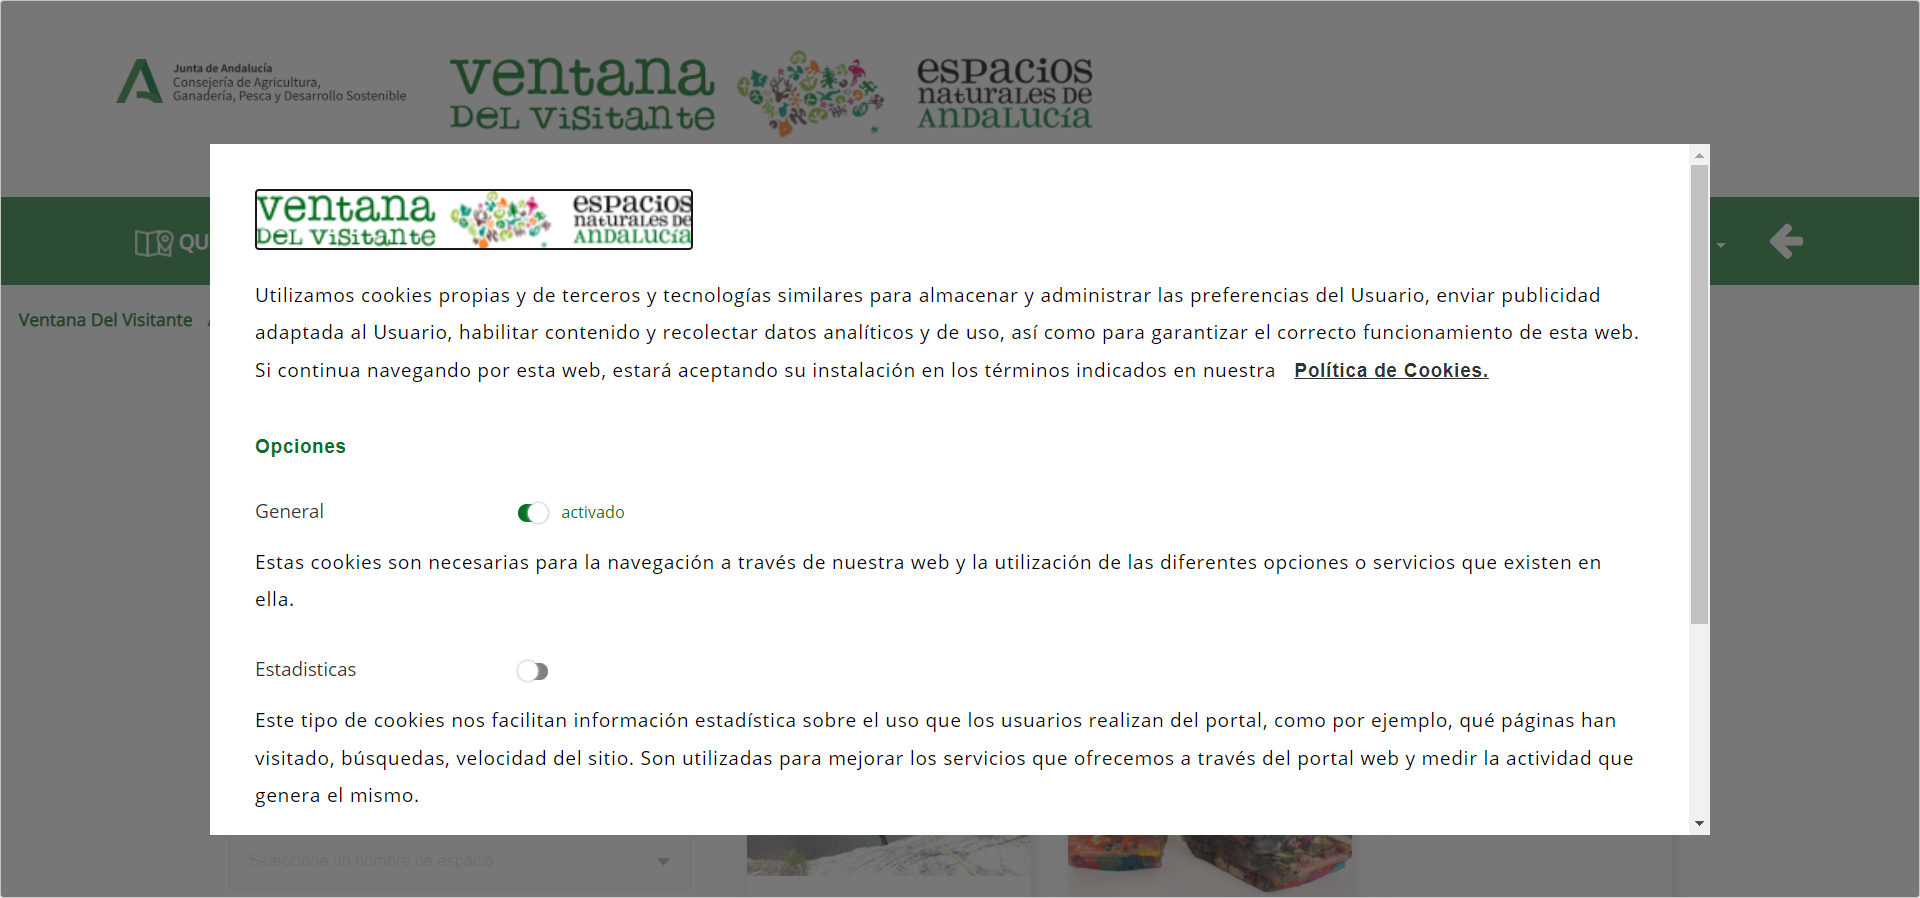 Junta de Andalucía
Consejería de Agricultura,
Ganadería, Pesca y Desarrollo Sostenible
ventana
DEL VISITANTE
ESPACIOS
NATURALES DE
ANDALUCÍA
QU
Ventana Del Visitante /
ventana
DEL VISITANTE
ESPACIOS
NATURALES DE
ANDALUCÍA
Utilizamos cookies propias y de terceros y tecnologías similares para almacenar y administrar las preferencias del Usuario, enviar publicidad
adaptada al Usuario, habilitar contenido y recolectar datos analíticos y de uso, así como para garantizar el correcto funcionamiento de esta web.
Si continua navegando por esta web, estará aceptando su instalación en los términos indicados en nuestra Política de Cookies.
Opciones
General activado
Estas cookies son necesarias para la navegación a través de nuestra web y la utilización de las diferentes opciones o servicios que existen en
ella.
Estadisticas
Este tipo de cookies nos facilitan información estadística sobre el uso que los usuarios realizan del portal, como por ejemplo, qué páginas han
visitado, búsquedas, velocidad del sitio. Son utilizadas para mejorar los servicios que ofrecemos a través del portal web y medir la actividad que
genera el mismo.
Seleccione un nombre de espacio